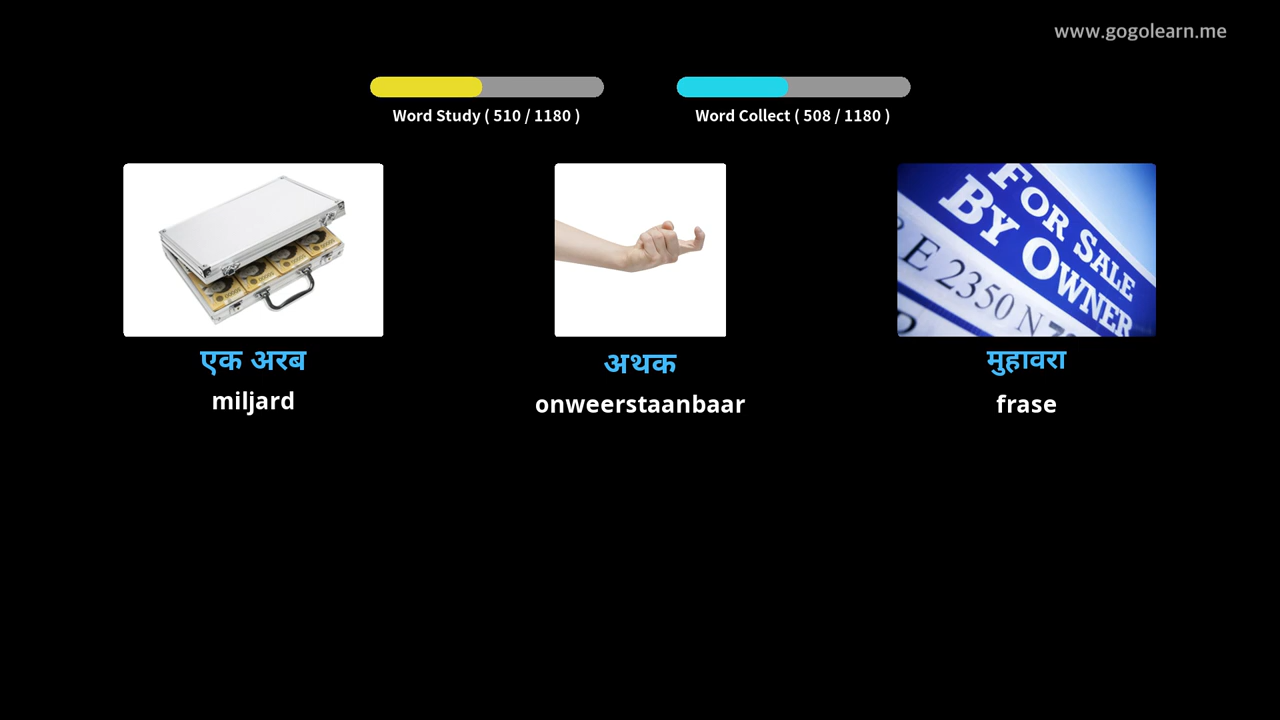 www.gogolearn.me
Word Study ( 510 / 1180 )
Word Collect ( 508 / 1180 )
FOR SALE
BY OWNER
E 2350 N
एक अरब
अथक
मुहावरा
miljard
onweerstaanbaar
frase